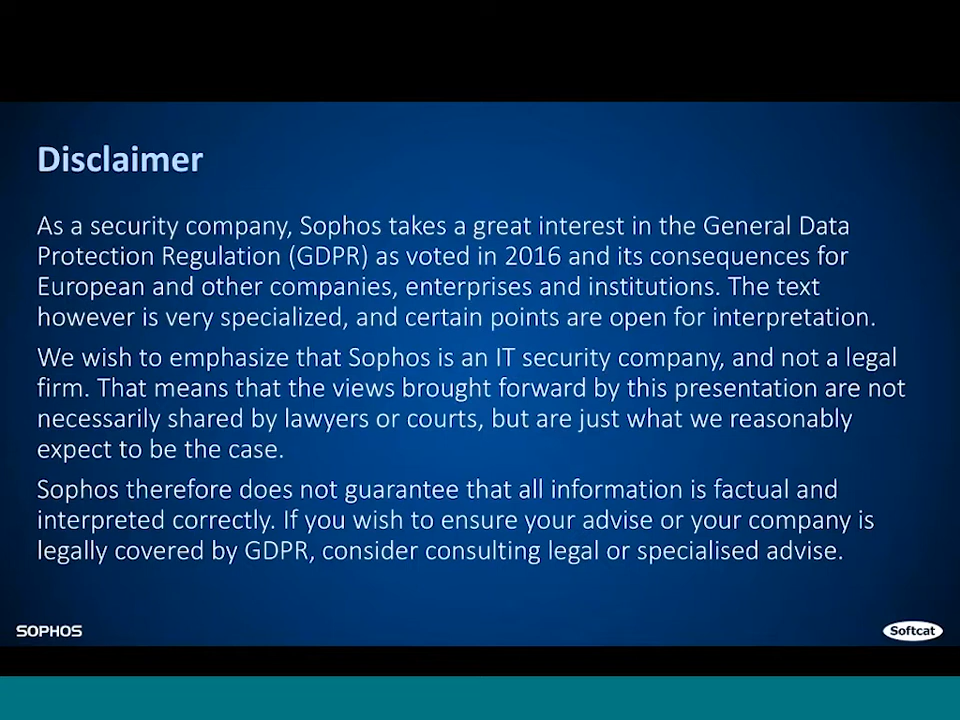 Disclaimer
As a security company, Sophos takes a great interest in the General Data
Protection Regulation (GDPR) as voted in 2016 and its consequences for
European and other companies, enterprises and institutions. The text
however is very specialized, and certain points are open for interpretation.
We wish to emphasize that Sophos is an IT security company, and not a legal
firm. That means that the views brought forward by this presentation are not
necessarily shared by lawyers or courts, but are just what we reasonably
expect to be the case.
Sophos therefore does not guarantee that all information is factual and
interpreted correctly. If you wish to ensure your advise or your company is
legally covered by GDPR, consider consulting legal or specialised advise.
SOPHOS
Softcat